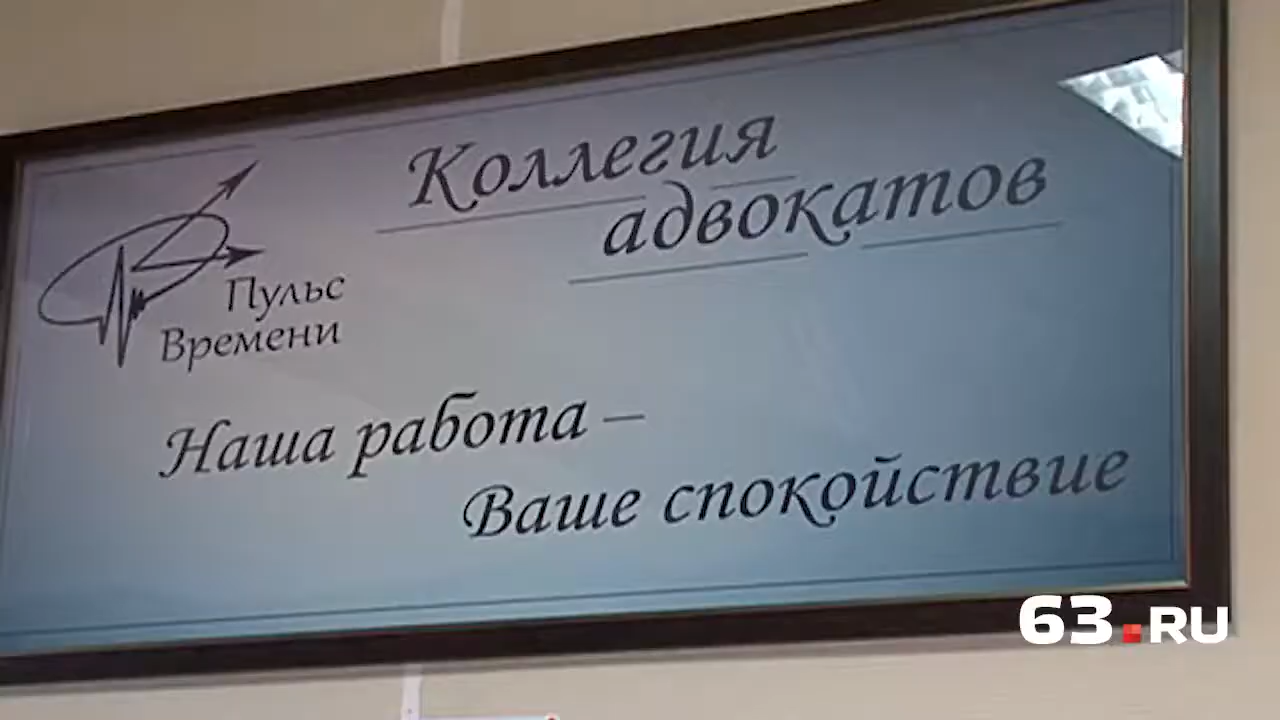 Коллегия
адвокатов
Пульс
Времени
Наша работа –
Ваше спокойствие
63.RU